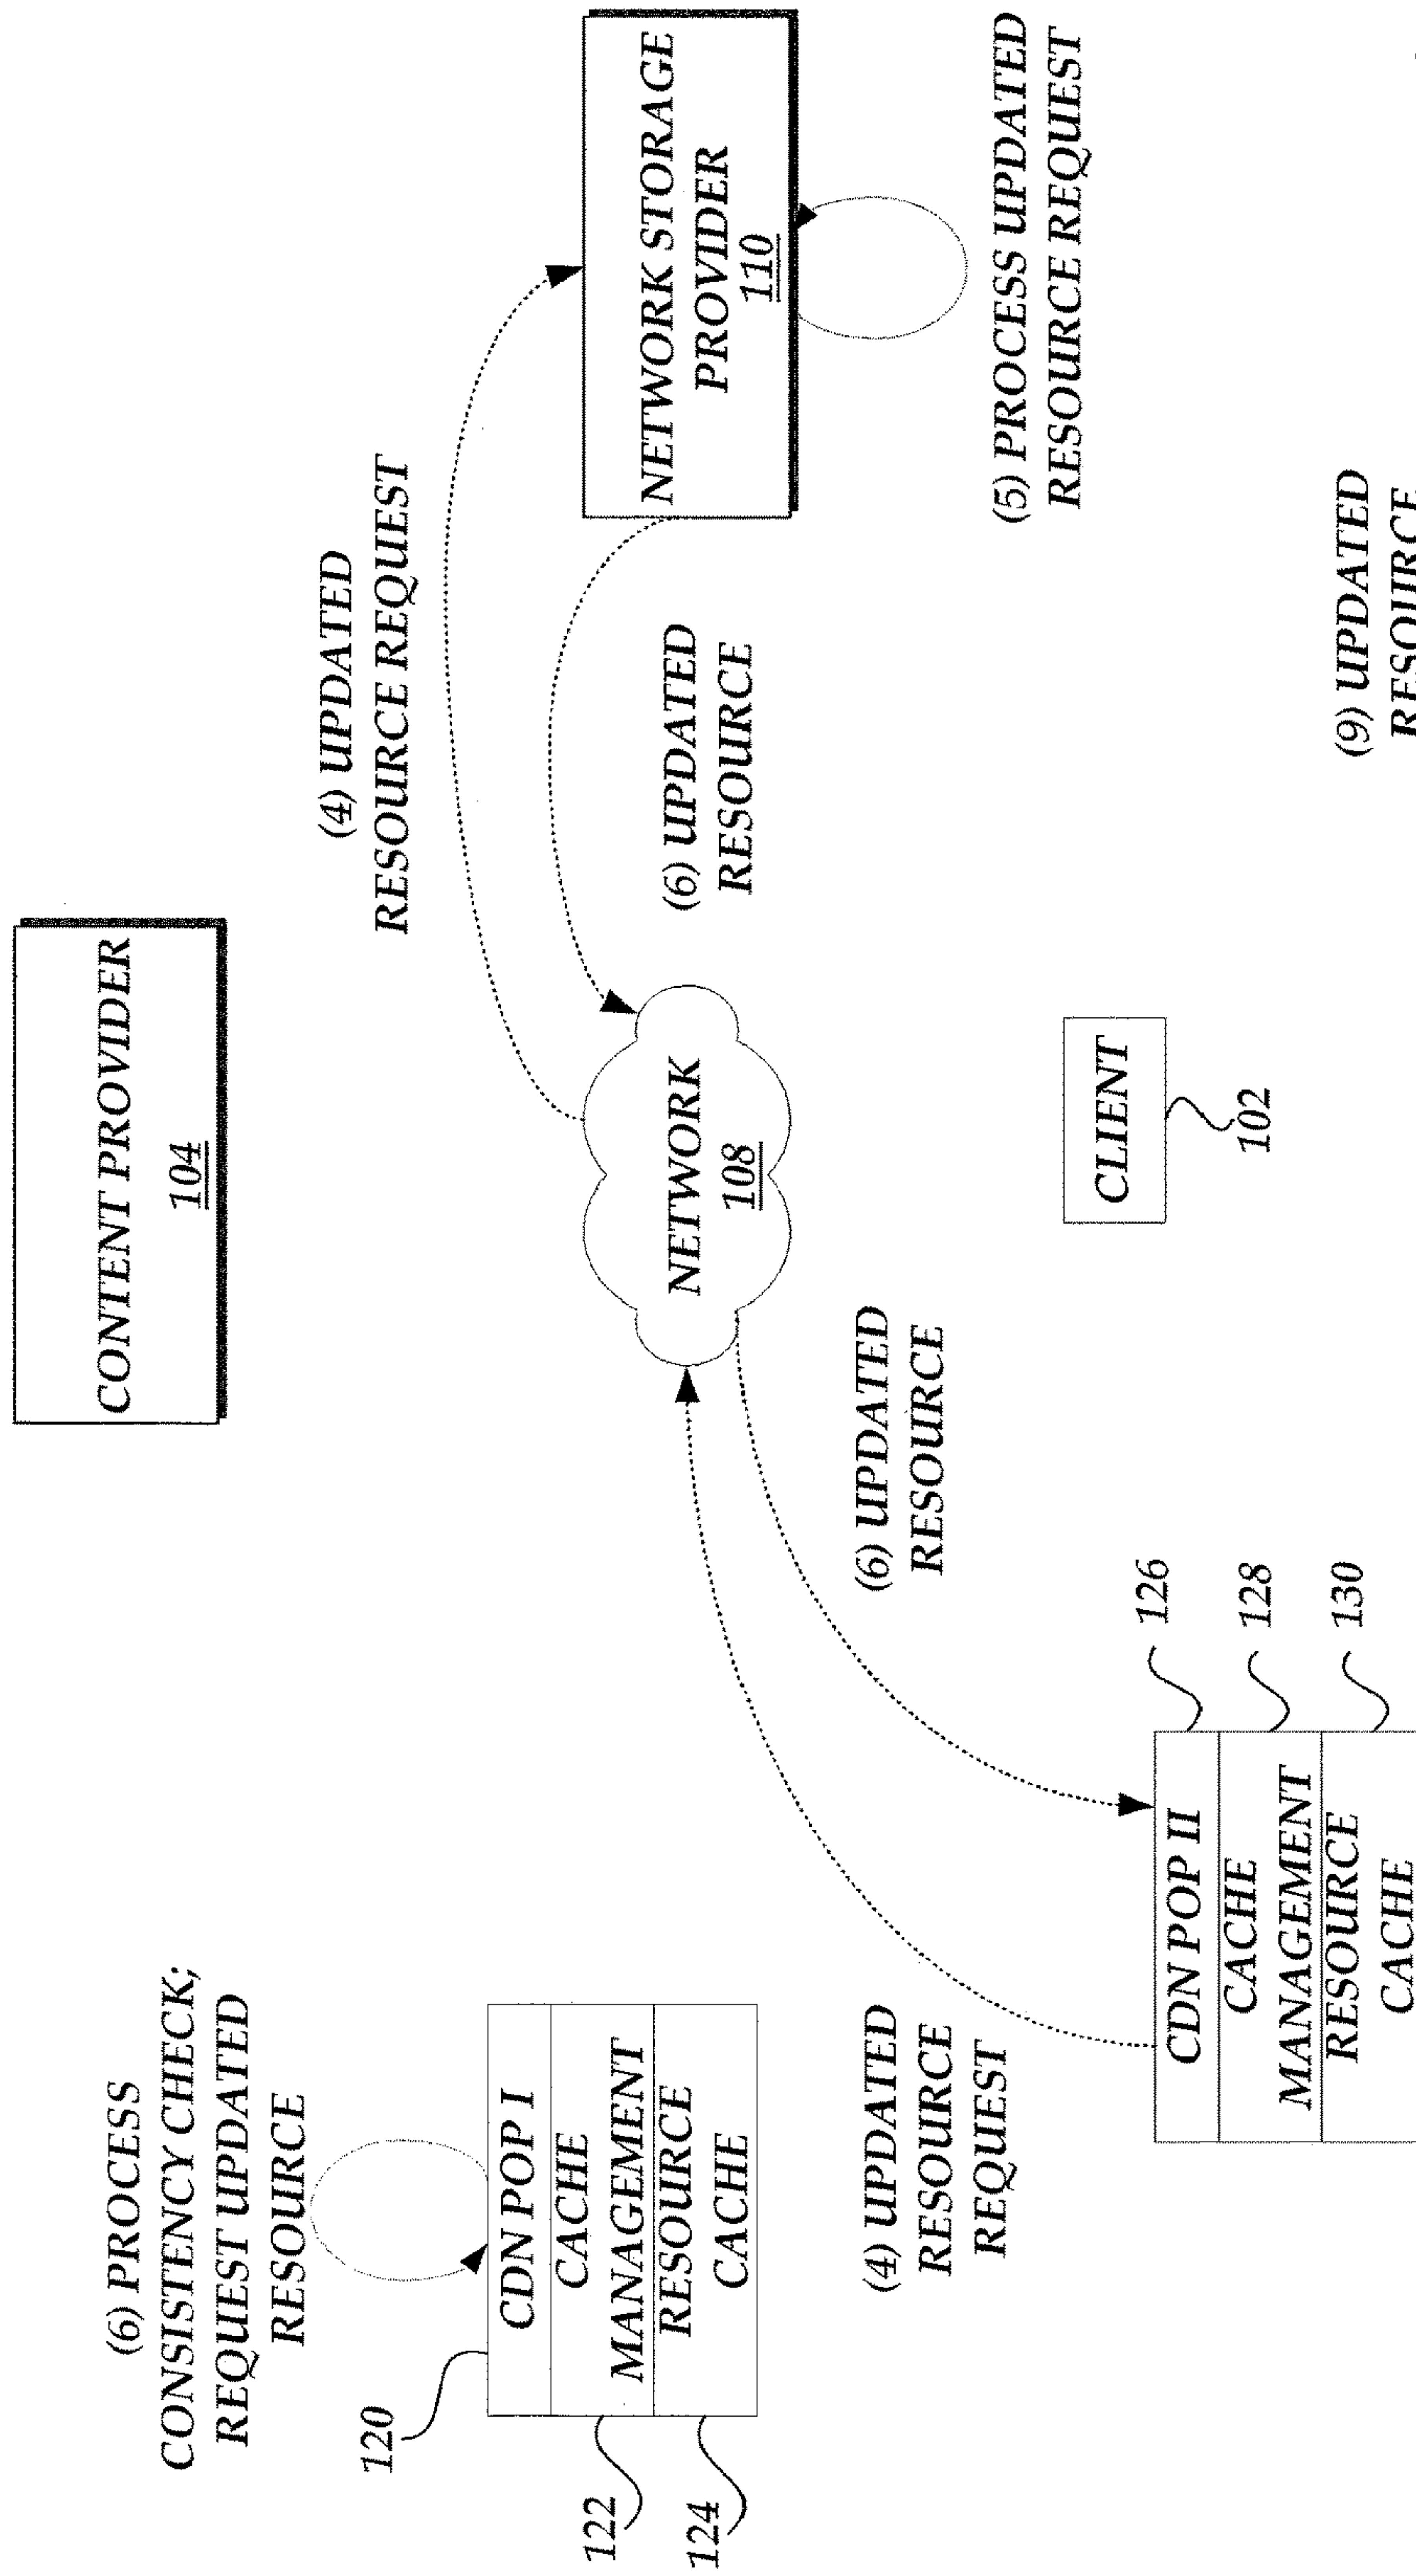 CONTENT PROVIDER
104
(6) PROCESS
CONSISTENCY CHECK;
REQUEST UPDATED
RESOURCE
(4) UPDATED
RESOURCE REQUEST
120
CDN POP I
CACHE
MANAGEMENT
RESOURCE
CACHE
122
124
NETWORK
108
NETWORK STORAGE
PROVIDER
110
(6) UPDATED
RESOURCE
(6) UPDATED
RESOURCE
(4) UPDATED
RESOURCE
REQUEST
(5) PROCESS UPDATED
RESOURCE REQUEST
CLIENT
102
CDN POP II
CACHE
MANAGEMENT
RESOURCE
CACHE
126
128
130
(9) UPDATED
RESOURCE